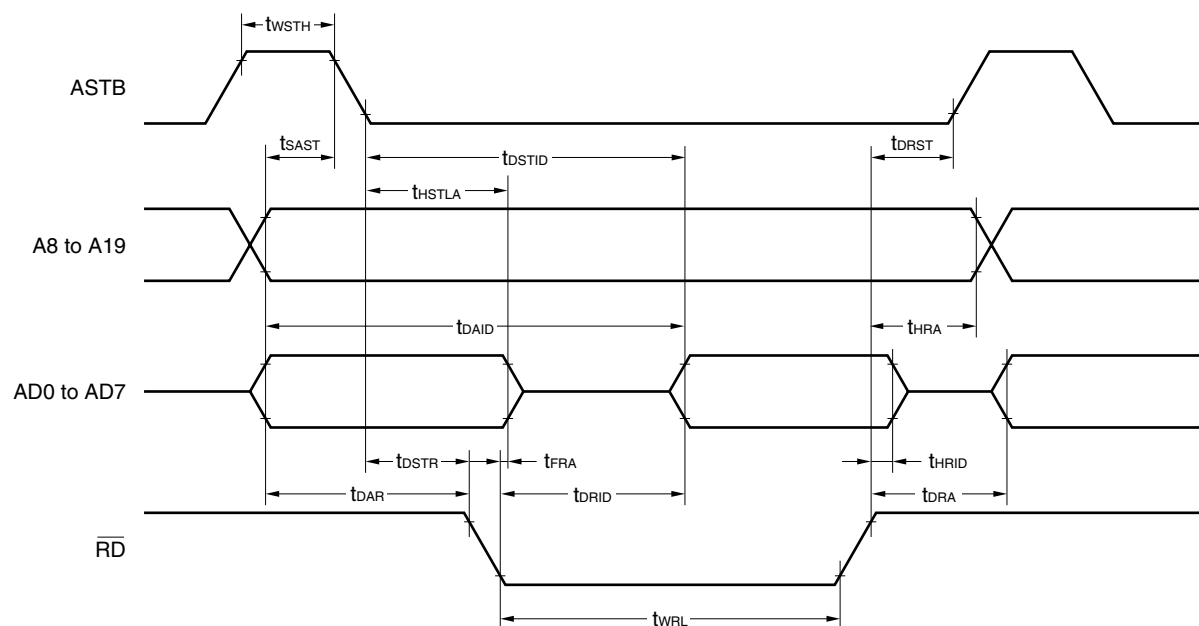 tWSTH
ASTB
tSAST
tDSTID
tDRST
tHSTLA
A8 to A19
tDAID
tHRA
AD0 to AD7
tDSTR
tFRA
tHRID
tDAR
tDRID
tDRA
RD
tWRL